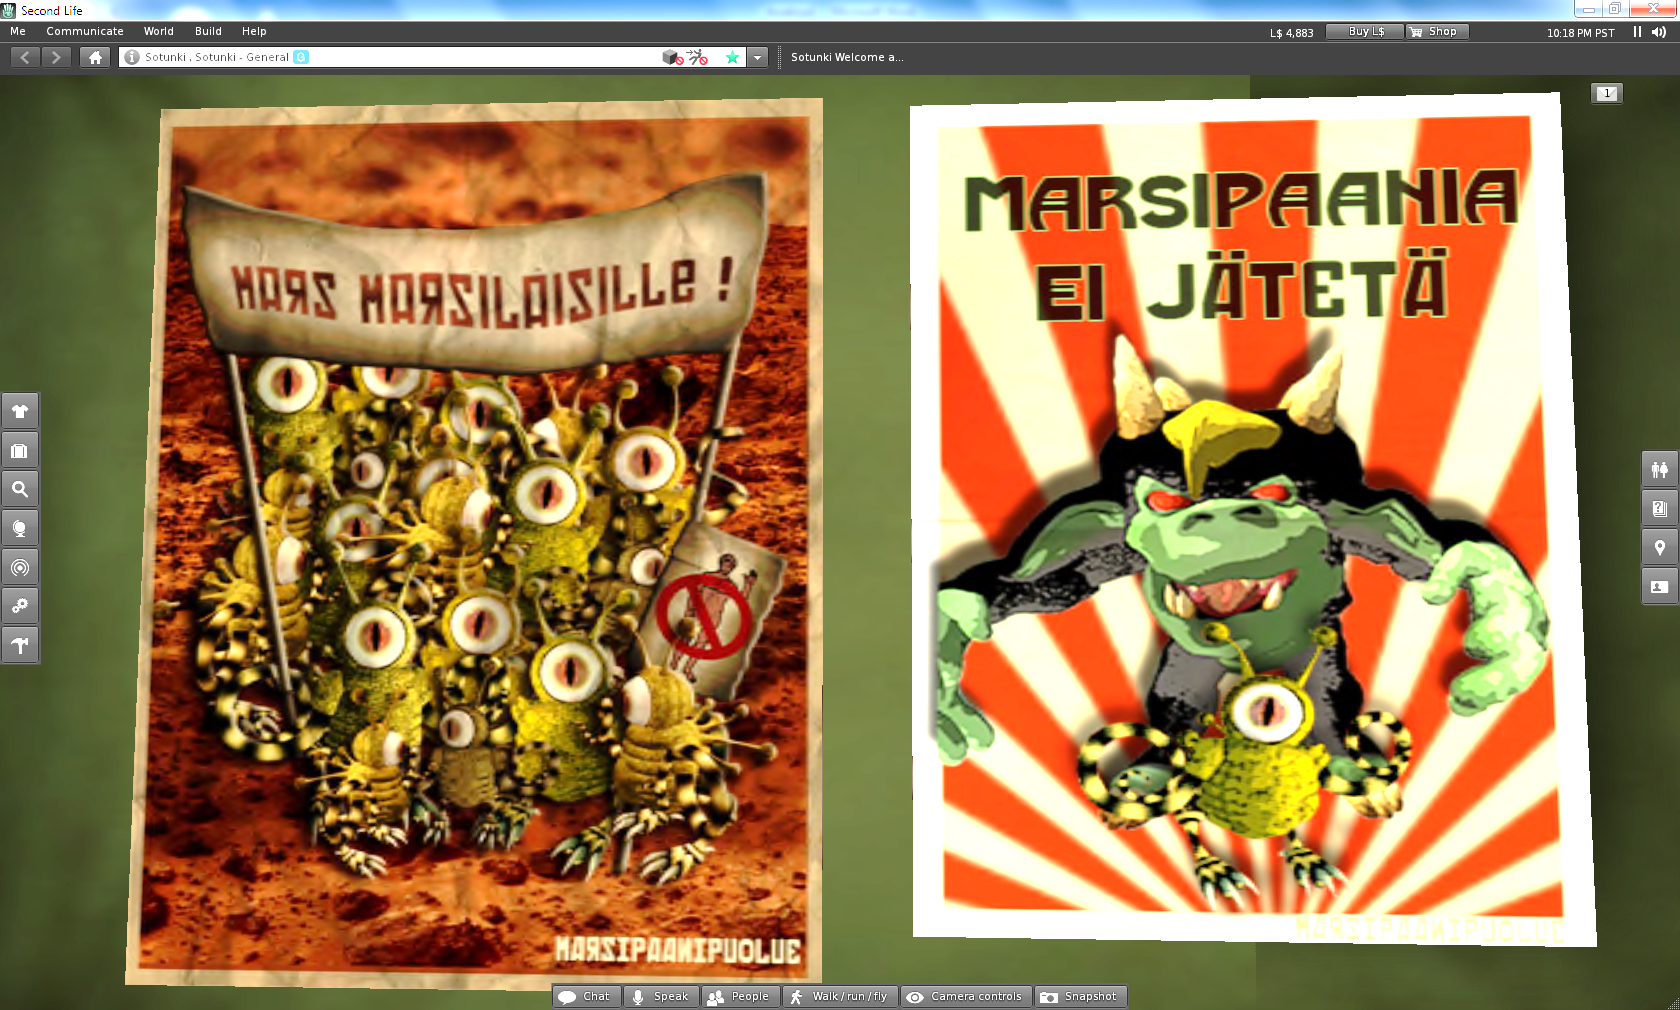 Second Life
Me Communicate World Build Help
L$ 4,883 Buy L$ Shop 10:18 PM PST
Sotunki , Sotunki - General G
Sotunki Welcome a...
1
MARS MARSILAISILLE !
MARSIPAANIPUOLUE
MARSIPAANIA
EI JÄTETÄ
MARSIPAANIPUOLUE
Chat Speak People Walk / run / fly Camera controls Snapshot